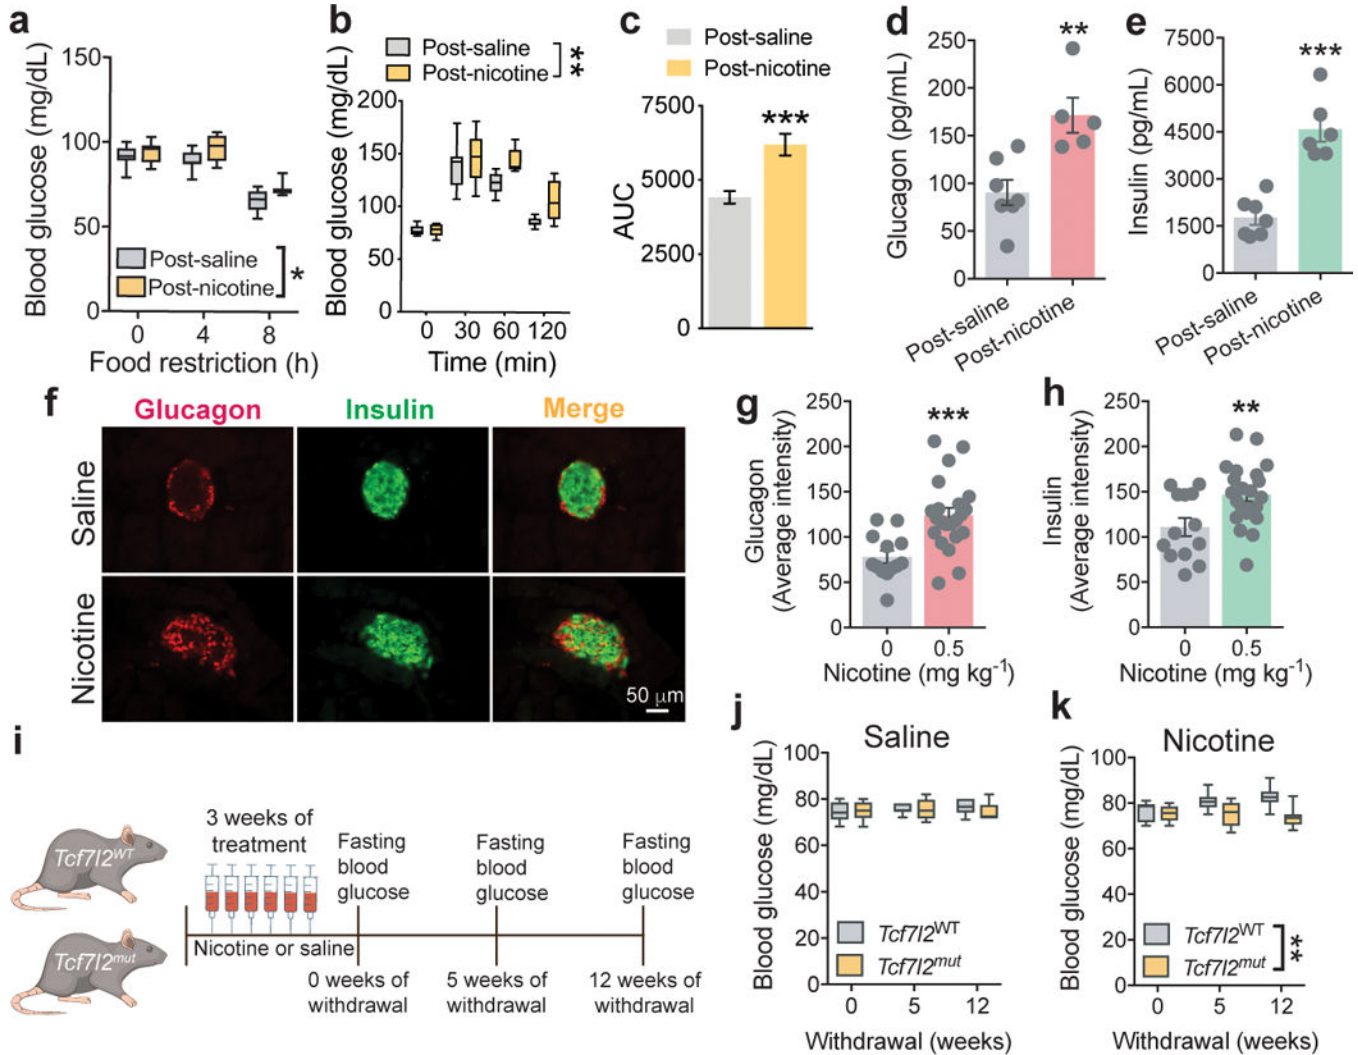 a
Blood glucose (mg/dL)
150
100
50
0
Post-saline
Post-nicotine
*
0 4 8
Food restriction (h)
b
Post-saline
Post-nicotine
**
Blood glucose (mg/dL)
200
150
100
50
0
0 30 60 120
Time (min)
c
Post-saline
Post-nicotine
AUC
7500
5000
2500
0
***
d
Glucagon (pg/mL)
250
200
150
100
50
0
**
Post-saline
Post-nicotine
e
Insulin (pg/mL)
7500
6000
4500
3000
1500
0
***
Post-saline
Post-nicotine
f
Glucagon Insulin Merge
Saline
Nicotine
50 μm
g
Glucagon
(Average intensity)
250
200
150
100
50
0
***
0 0.5
Nicotine (mg kg-1)
h
Insulin
(Average intensity)
250
200
150
100
50
0
**
0 0.5
Nicotine (mg kg-1)
i
Tcf7l2WT
Tcf7l2mut
3 weeks of
treatment
Nicotine or saline
Fasting
blood
glucose
Fasting
blood
glucose
Fasting
blood
glucose
0 weeks of
withdrawal
5 weeks of
withdrawal
12 weeks of
withdrawal
j
Saline
Blood glucose (mg/dL)
100
80
60
40
20
0
Tcf7l2WT
Tcf7l2mut
0 5 12
Withdrawal (weeks)
k
Nicotine
Blood glucose (mg/dL)
100
80
60
40
20
0
Tcf7l2WT
Tcf7l2mut
**
0 5 12
Withdrawal (weeks)